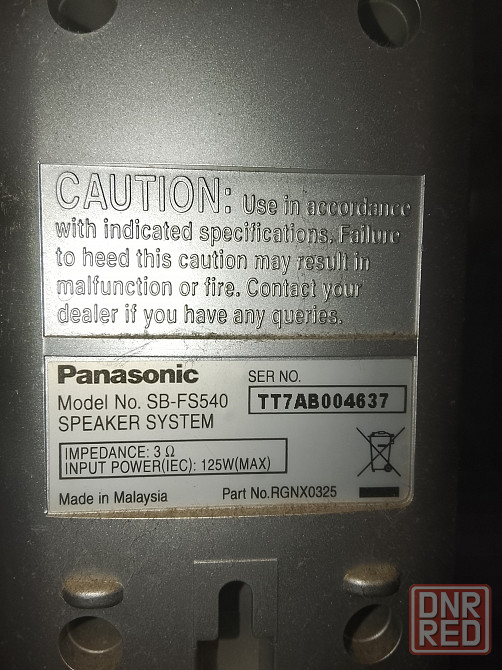 CAUTION: Use in accordance
with indicated specifications. Failure
to heed this caution may result in
malfunction or fire. Contact your
dealer if you have any queries.
Panasonic
Model No. SB-FS540
SPEAKER SYSTEM
SER NO.
TT7AB004637
IMPEDANCE: 3 Ω
INPUT POWER(IEC): 125W(MAX)
Made in Malaysia
Part No.RGNX0325
DNR
RED